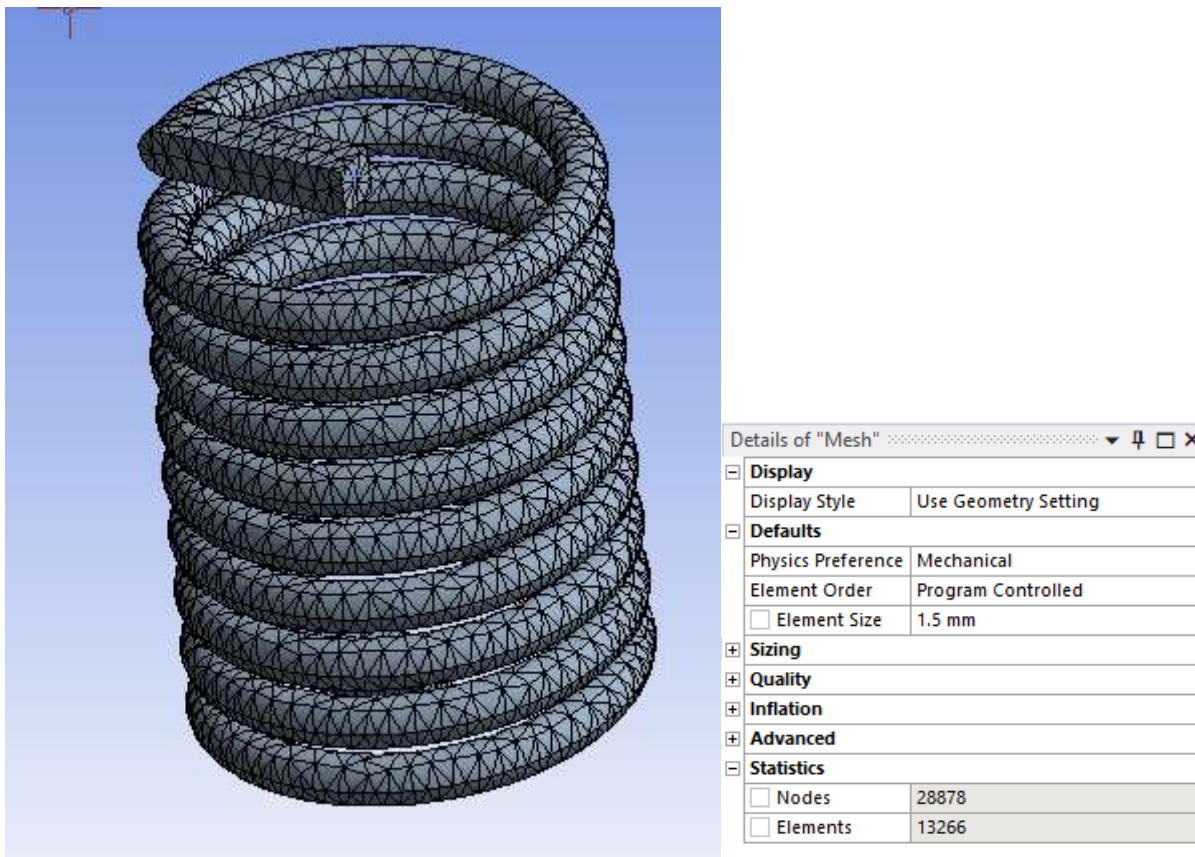 Details of "Mesh"
Display
Display Style Use Geometry Setting
Defaults
Physics Preference Mechanical
Element Order Program Controlled
Element Size 1.5 mm
Sizing
Quality
Inflation
Advanced
Statistics
Nodes 28878
Elements 13266